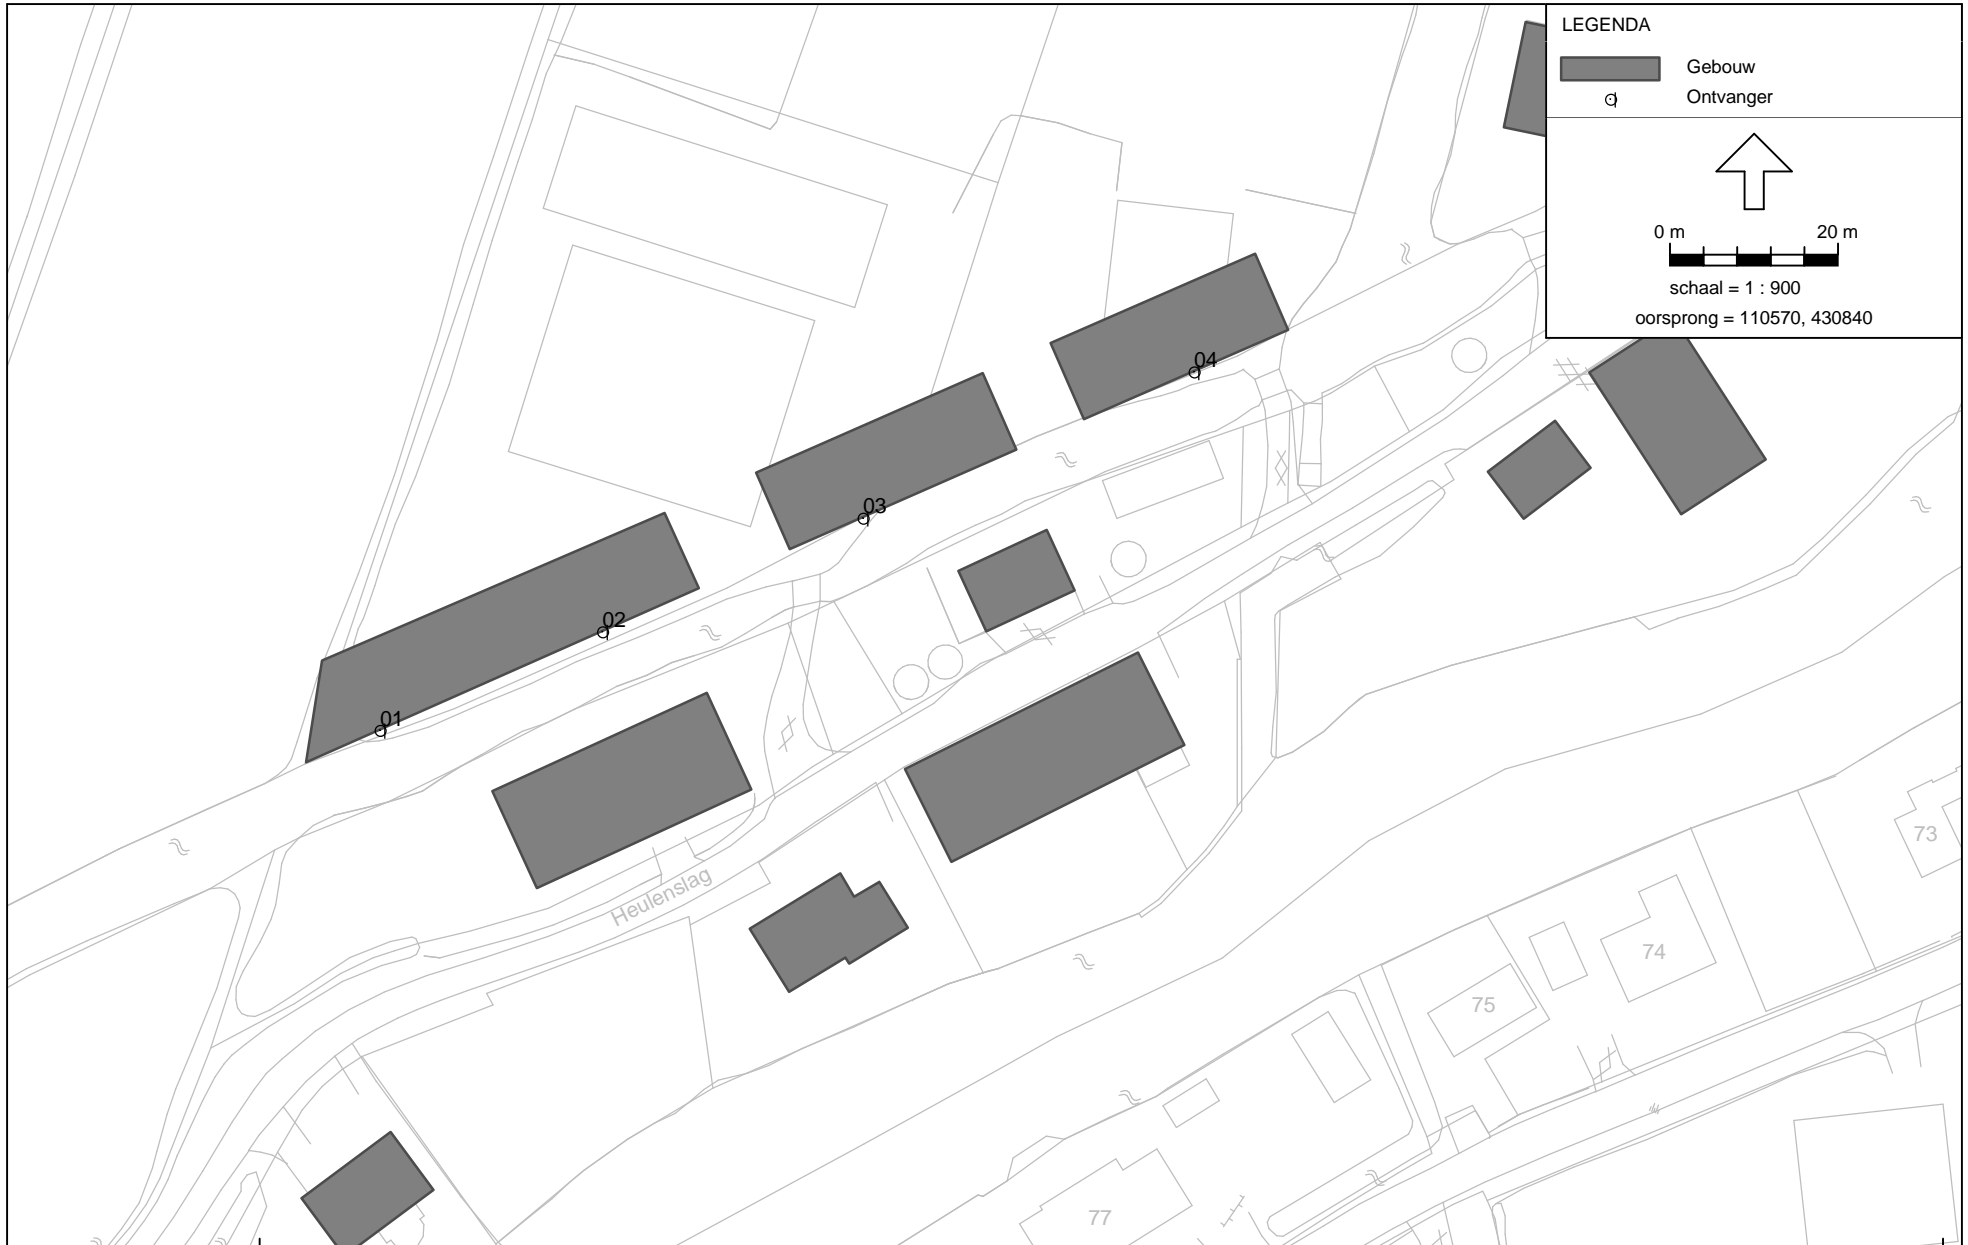 LEGENDA
Gebouw
Ontvanger
0 m 20 m
schaal = 1 : 900
oorsprong = 110570, 430840
04
03
02
01
Heulenslag
73
74
75
77